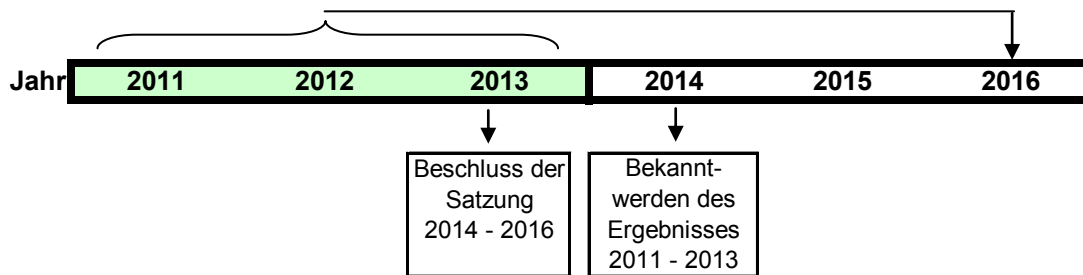 Jahr 2011 2012 2013 2014 2015 2016
Beschluss der
Satzung
2014 - 2016
Bekannt-
werden des
Ergebnisses
2011 - 2013